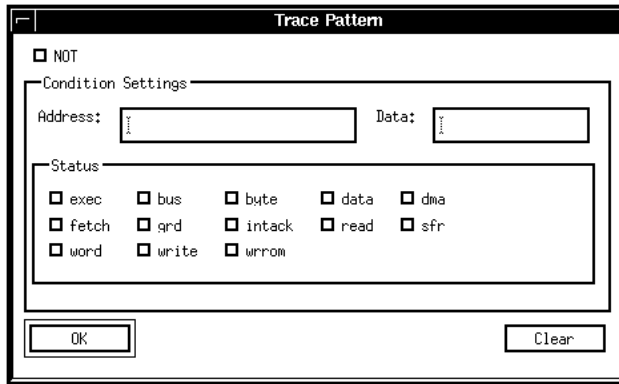 Trace Pattern
NOT
Condition Settings
Address: Data:
Status
exec bus byte data dma
fetch grd intack read sfr
word write wrrom
OK Clear